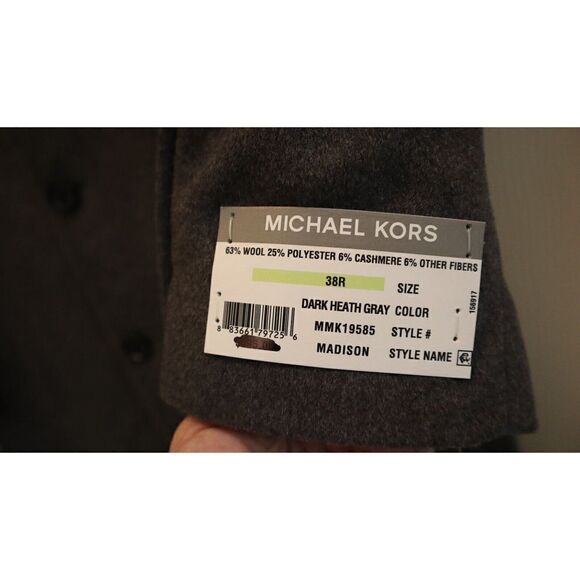 MICHAEL KORS
63% WOOL 25% POLYESTER 6% CASHMERE 6% OTHER FIBERS
38R SIZE
DARK HEATH GRAY COLOR
MMK19585 STYLE #
MADISON STYLE NAME
8 83661 79725 6
156917